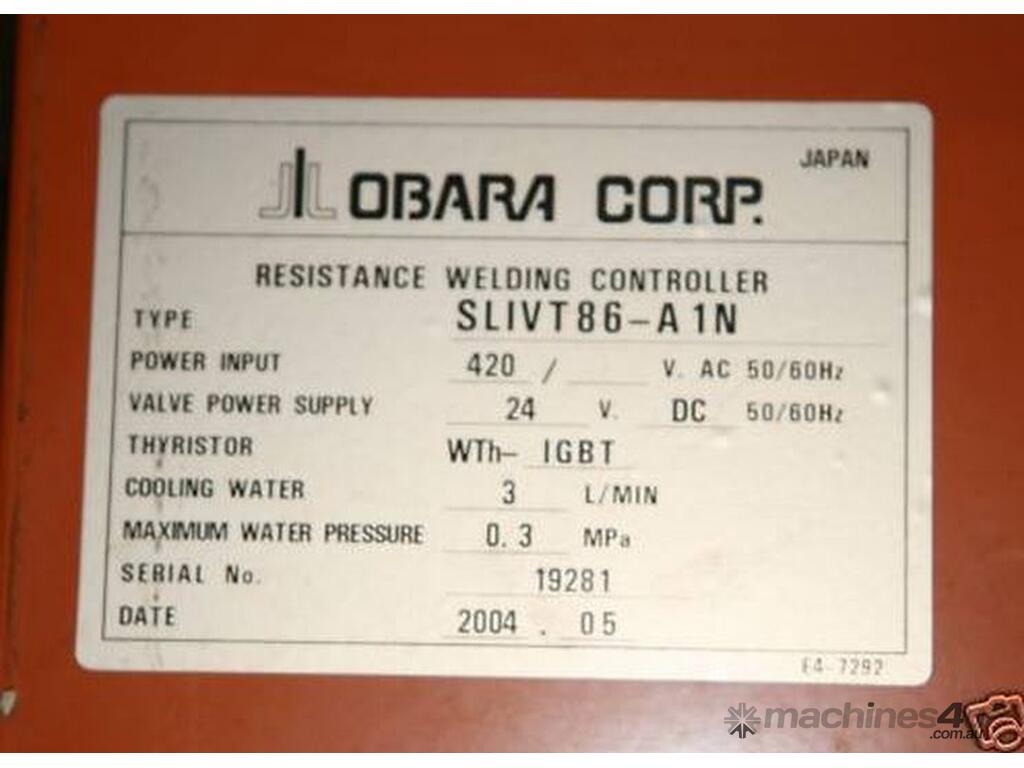 JAPAN
OBARA CORP.
RESISTANCE WELDING CONTROLLER
TYPE SLIVT86-A1N
POWER INPUT 420 / V. AC 50/60Hz
VALVE POWER SUPPLY 24 V. DC 50/60Hz
THYRISTOR WTh- IGBT
COOLING WATER 3 L/MIN
MAXIMUM WATER PRESSURE 0.3 MPa
SERIAL No. 19281
DATE 2004 . 05
E4-7292
machines4u
.com.au